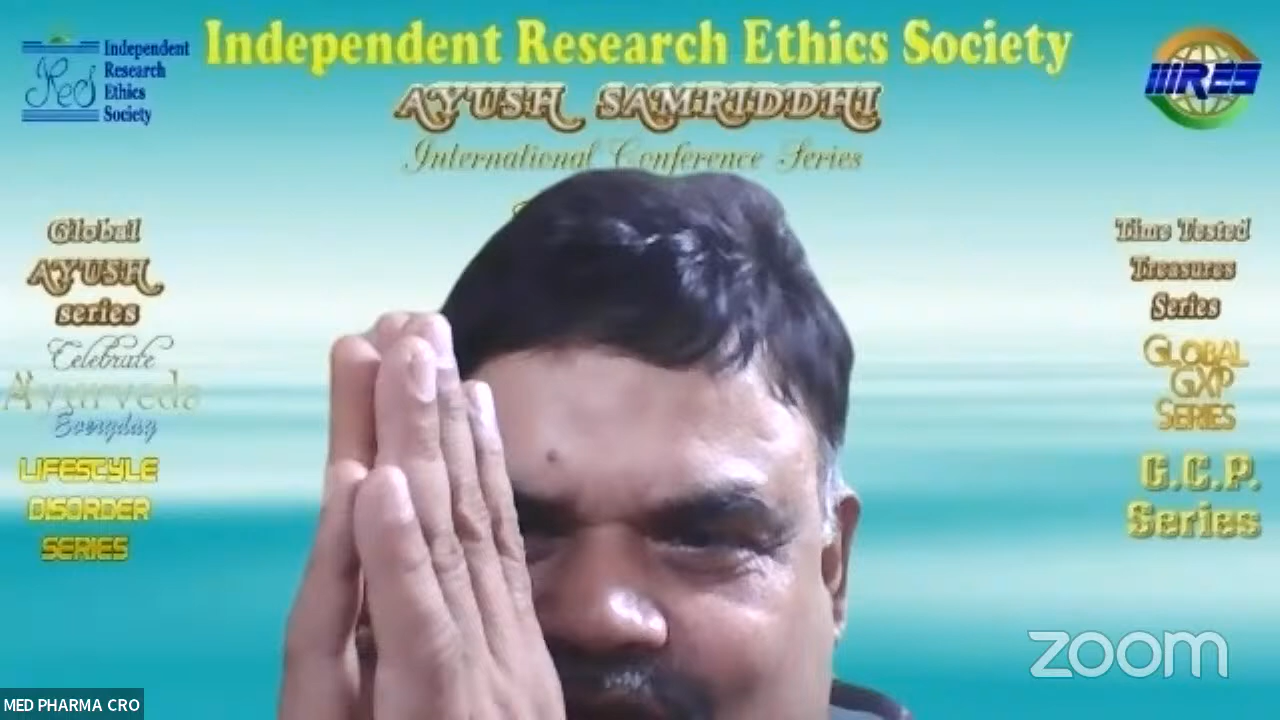 Independent Research Ethics Society
AYUSH SAMRIDDHI
International Conference Series
Independent
Research
Ethics
Society
IRES
Global
AYUSH
series
Celebrate
Ayurveda
Everyday
LIFESTYLE
DISORDER
SERIES
Time Tested
Treasures
Series
GLOBAL
GXP
SERIES
G.C.P.
Series
zoom
MED PHARMA CRO